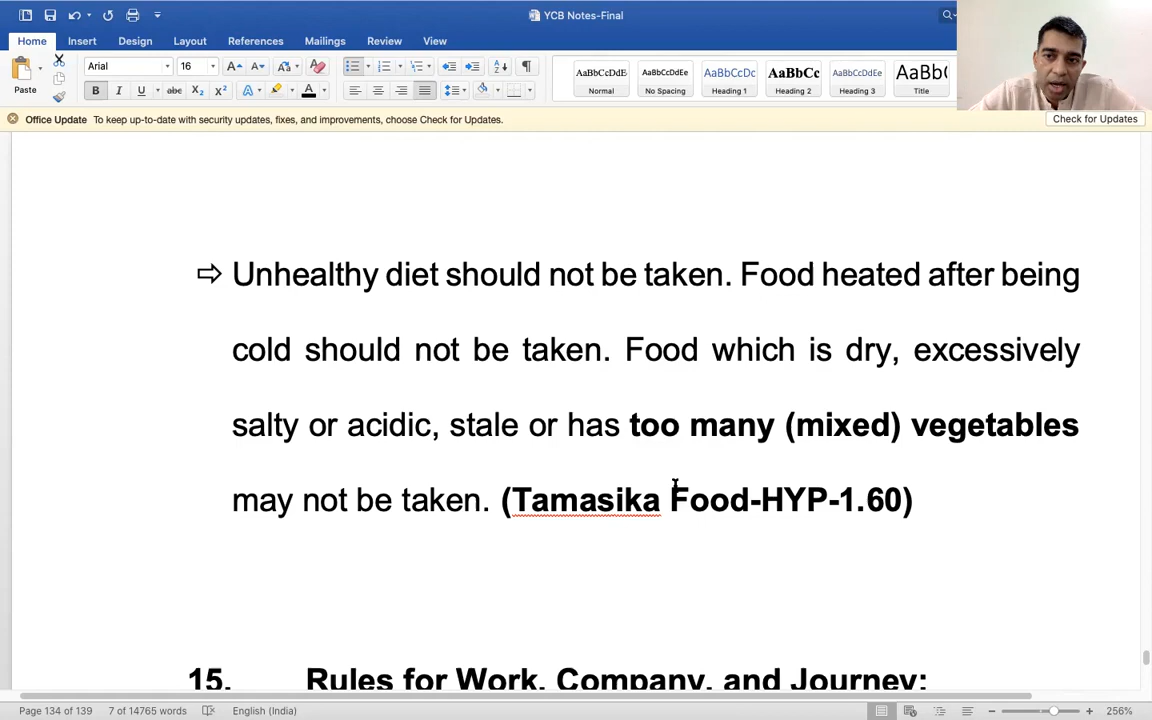 YCB Notes-Final
Home Insert Design Layout References Mailings Review View
Paste
Arial 16
AaBbCcDdE AaBbCcDdEe AaBbCcDc AaBbCc AaBbCcDdEe AaBb(
Normal No Spacing Heading 1 Heading 2 Heading 3 Title
Office Update To keep up-to-date with security updates, fixes, and improvements, choose Check for Updates. Check for Updates
⇨ Unhealthy diet should not be taken. Food heated after being
cold should not be taken. Food which is dry, excessively
salty or acidic, stale or has too many (mixed) vegetables
may not be taken. (Tamasika Food-HYP-1.60)
15. Rules for Work, Company, and Journey:
Page 134 of 139 7 of 14765 words English (India) 256%